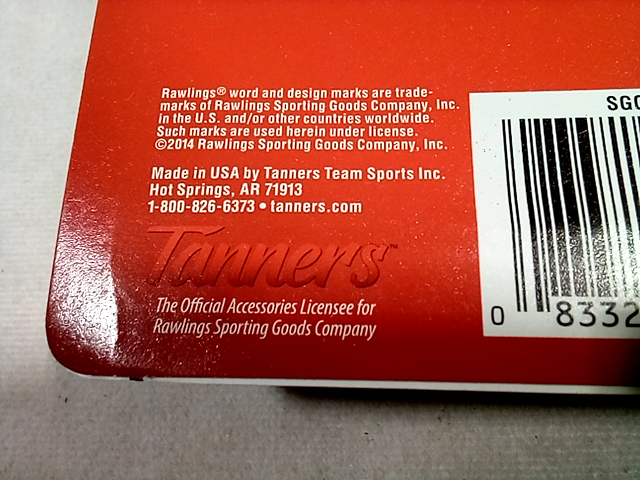 Rawlings® word and design marks are trade-
marks of Rawlings Sporting Goods Company, Inc.
in the U.S. and/or other countries worldwide.
Such marks are used herein under license.
©2014 Rawlings Sporting Goods Company, Inc.
Made in USA by Tanners Team Sports Inc.
Hot Springs, AR 71913
1-800-826-6373 • tanners.com
Tanners™
The Official Accessories Licensee for
Rawlings Sporting Goods Company
SGC
0 8332